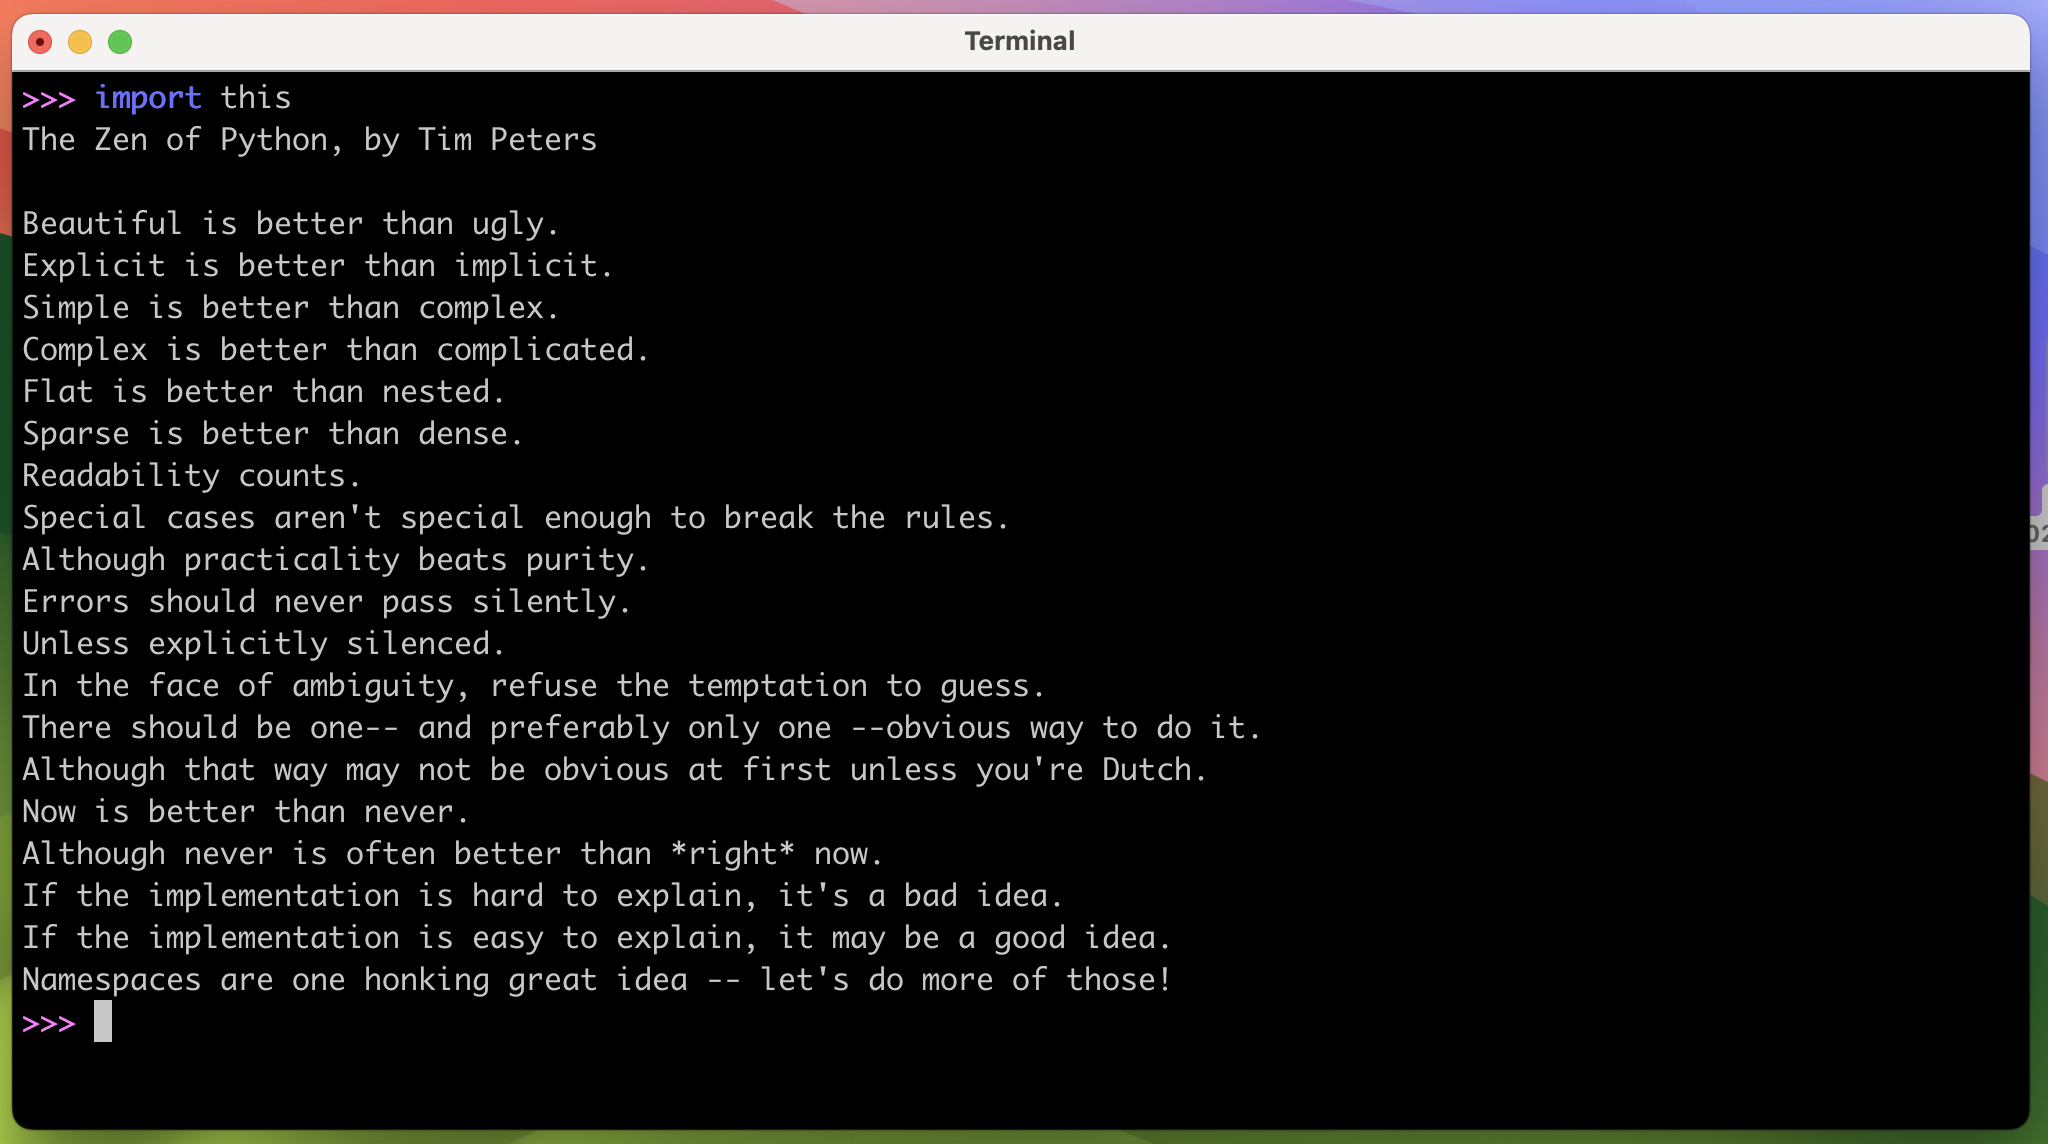 Terminal
>>> import this
The Zen of Python, by Tim Peters

Beautiful is better than ugly.
Explicit is better than implicit.
Simple is better than complex.
Complex is better than complicated.
Flat is better than nested.
Sparse is better than dense.
Readability counts.
Special cases aren't special enough to break the rules.
Although practicality beats purity.
Errors should never pass silently.
Unless explicitly silenced.
In the face of ambiguity, refuse the temptation to guess.
There should be one-- and preferably only one --obvious way to do it.
Although that way may not be obvious at first unless you're Dutch.
Now is better than never.
Although never is often better than *right* now.
If the implementation is hard to explain, it's a bad idea.
If the implementation is easy to explain, it may be a good idea.
Namespaces are one honking great idea -- let's do more of those!
>>>